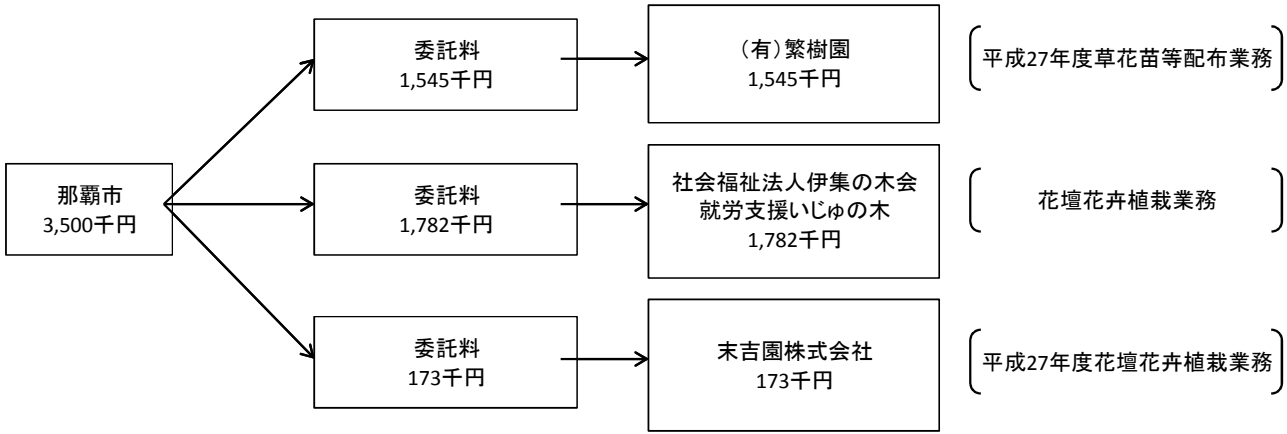 那覇市
3,500千円
委託料
1,545千円
(有)繁樹園
1,545千円
平成27年度草花苗等配布業務
委託料
1,782千円
社会福祉法人伊集の木会
就労支援いじゅの木
1,782千円
花壇花卉植栽業務
委託料
173千円
末吉園株式会社
173千円
平成27年度花壇花卉植栽業務